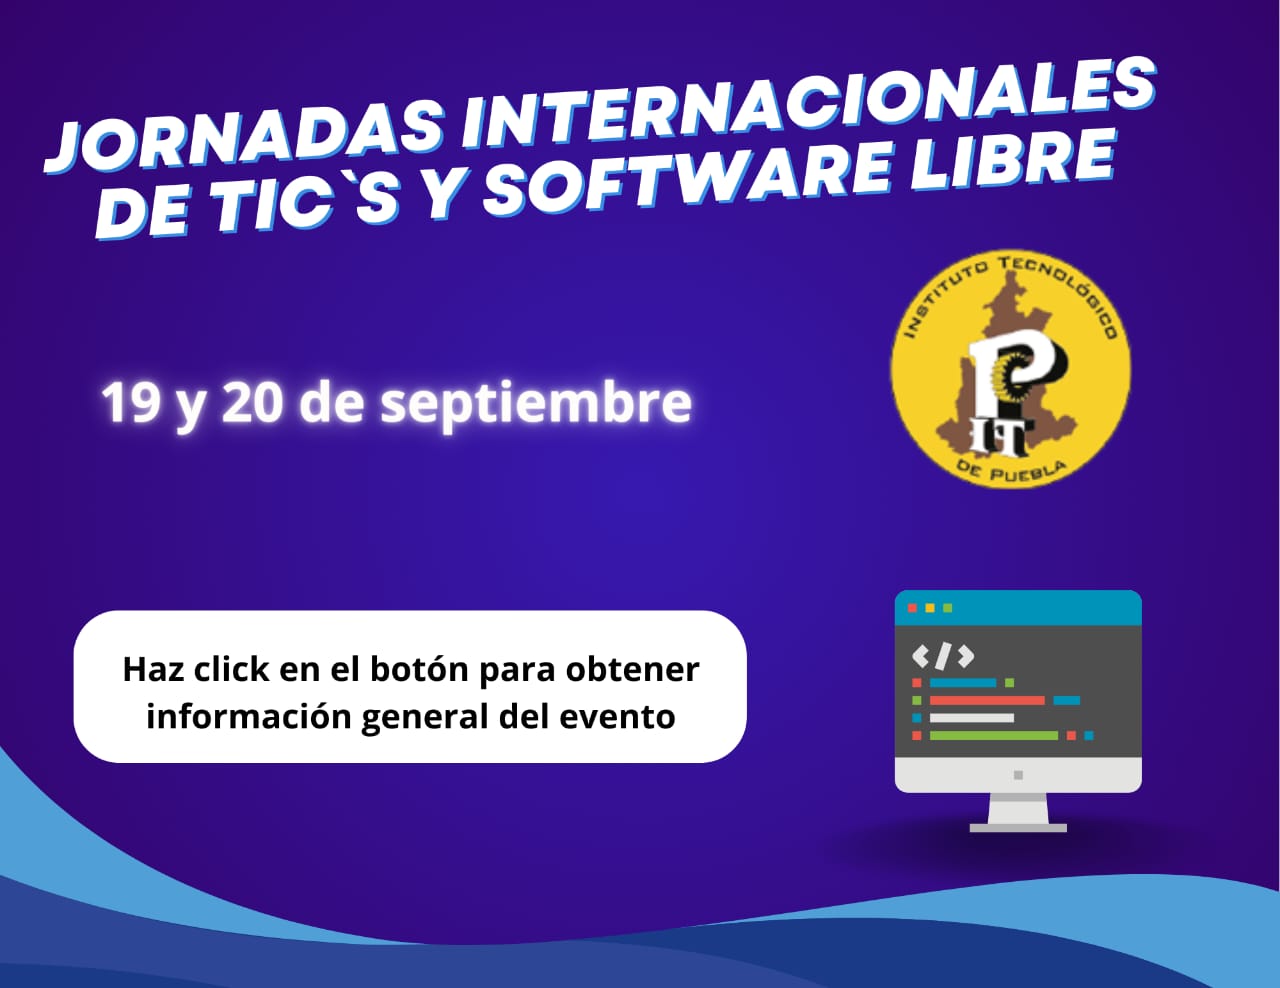 JORNADAS INTERNACIONALES
DE TIC`S Y SOFTWARE LIBRE
INSTITUTO TECNOLÓGICO
P
IT
DE PUEBLA
19 y 20 de septiembre
Haz click en el botón para obtener
información general del evento
</>